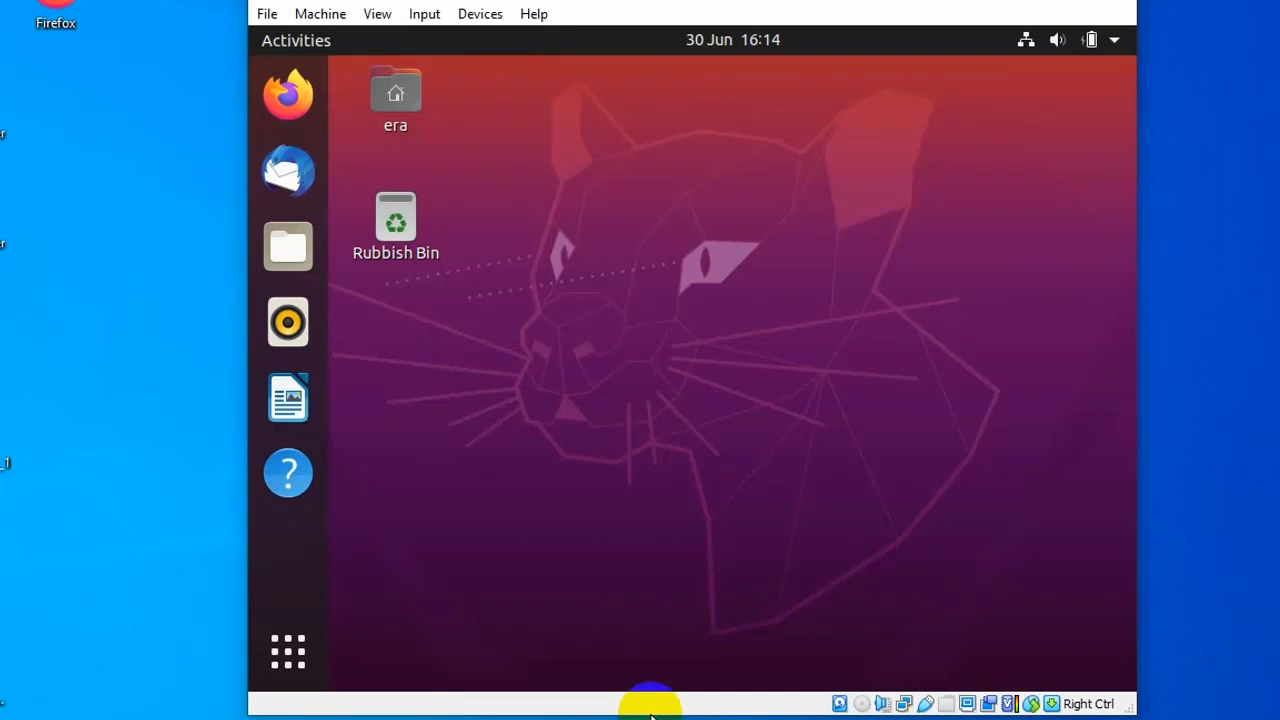 Firefox
File Machine View Input Devices Help
Activities 30 Jun 16:14
era
Rubbish Bin
?
Right Ctrl